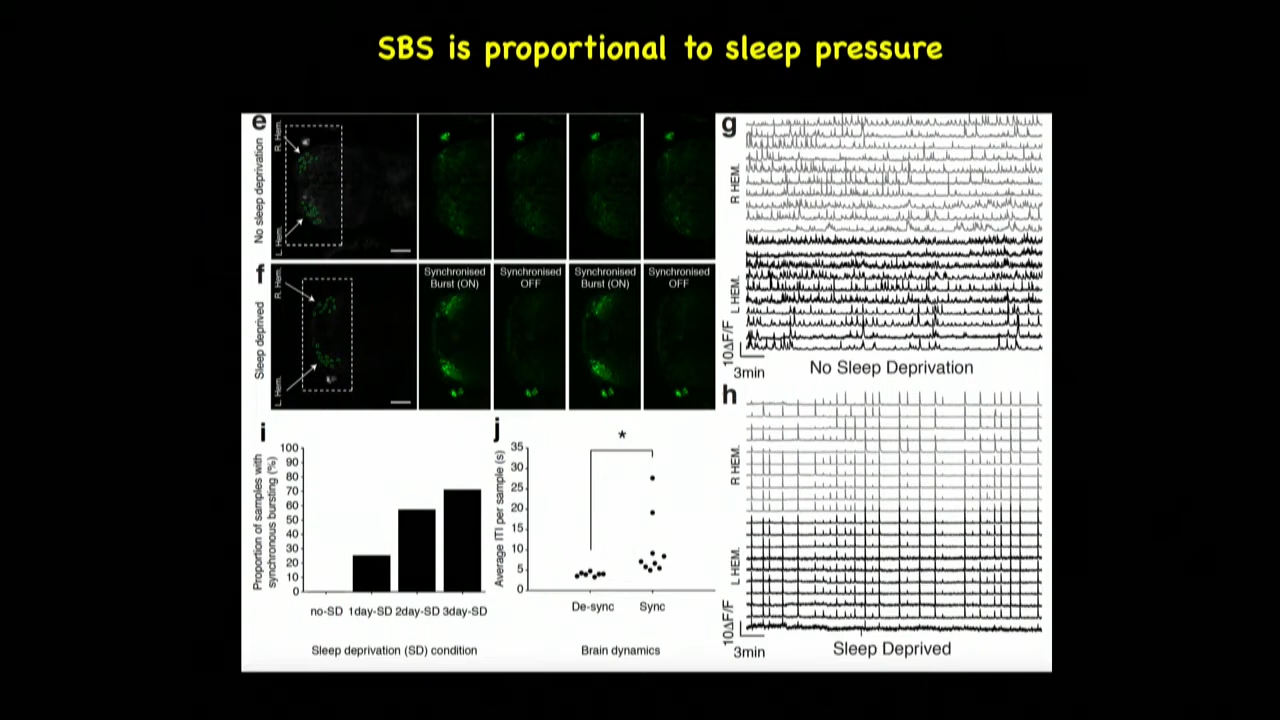 SBS is proportional to sleep pressure
e
No sleep deprivation
R. Hem.
L. Hem.
f
Sleep deprived
R. Hem.
L. Hem.
Synchronised
Burst (ON)
Synchronised
OFF
Synchronised
Burst (ON)
Synchronised
OFF
g
R HEM.
L HEM.
10ΔF/F
3min
No Sleep Deprivation
h
R HEM.
L HEM.
10ΔF/F
3min
Sleep Deprived
i
Proportion of samples with
synchronous bursting (%)
100
90
80
70
60
50
40
30
20
10
0
no-SD 1day-SD 2day-SD 3day-SD
Sleep deprivation (SD) condition
j
Average ITI per sample (s)
35
30
25
20
15
10
5
0
*
De-sync Sync
Brain dynamics